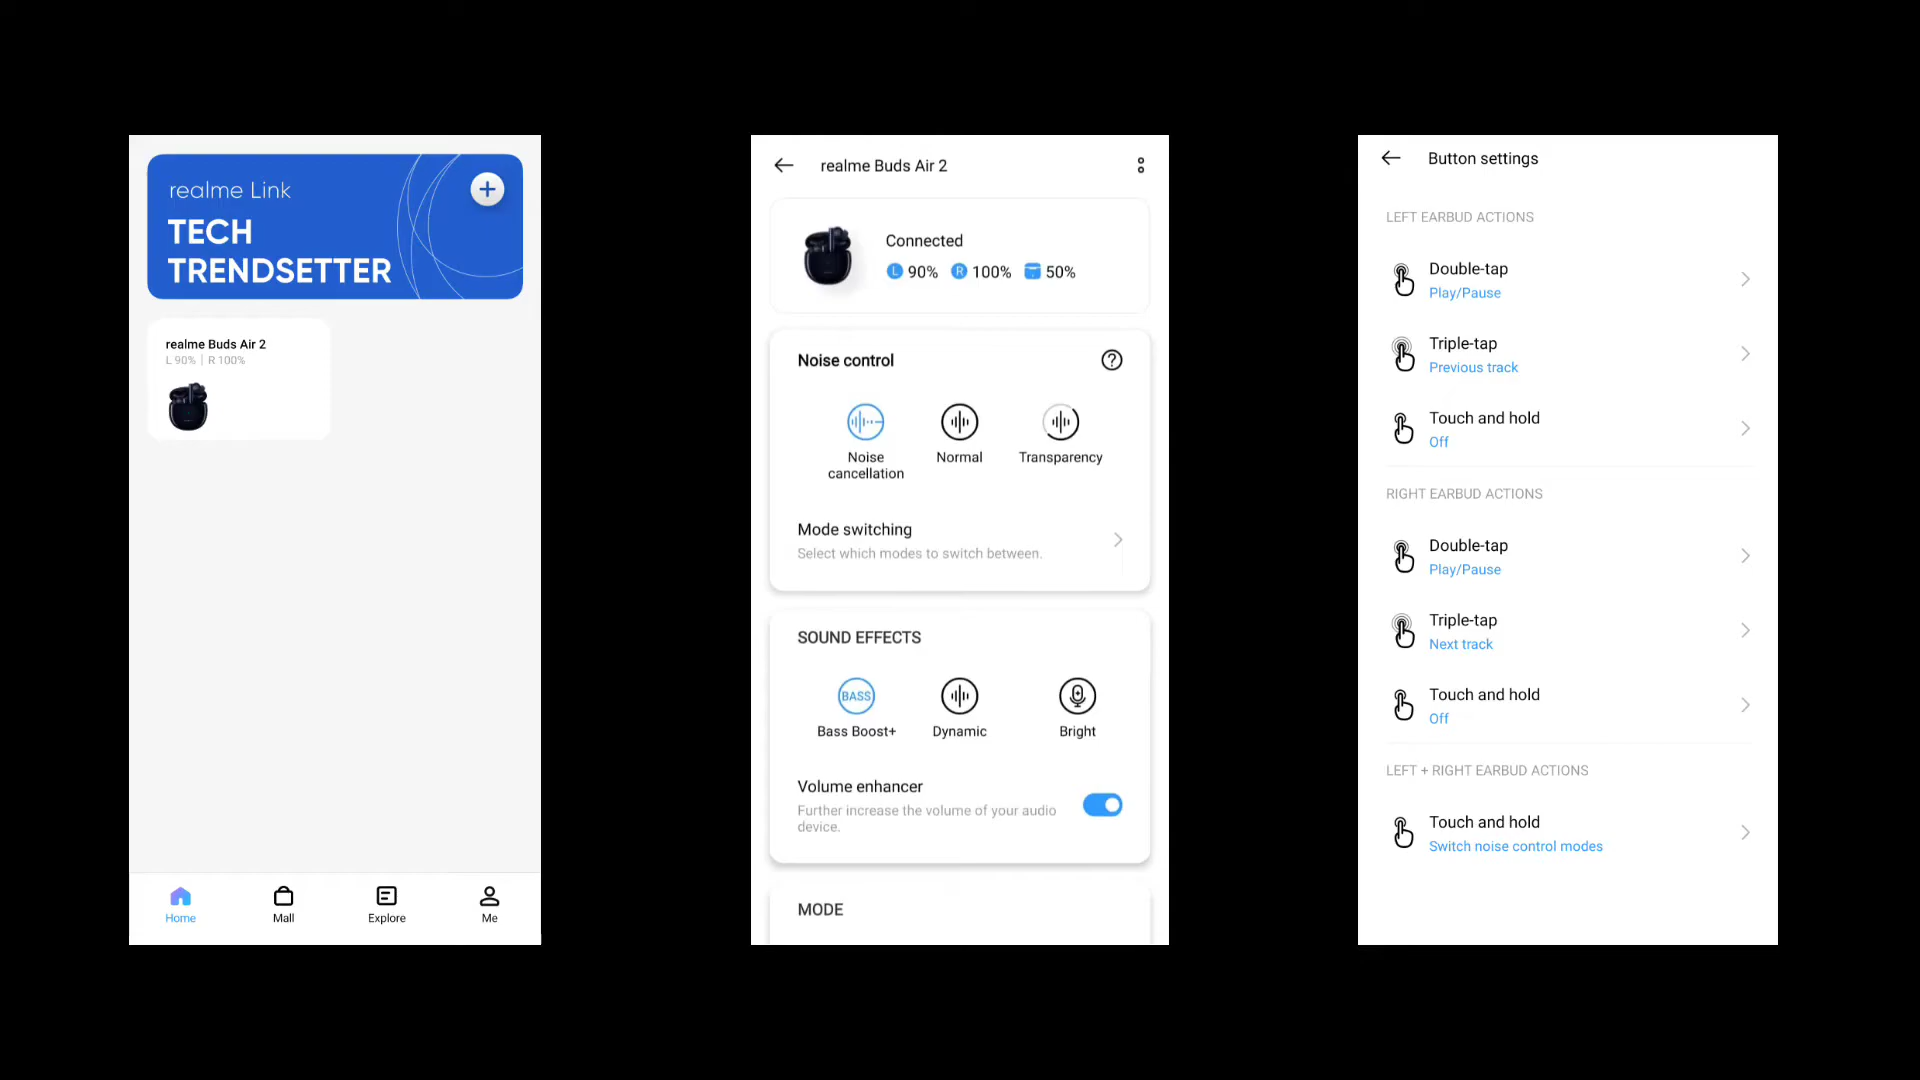 realme Link
TECH
TRENDSETTER
realme Buds Air 2
L 90% | R 100%
Home
Mall
Explore
Me
realme Buds Air 2
Connected
L 90% R 100% 50%
Noise control
Noise
cancellation
Normal
Transparency
Mode switching
Select which modes to switch between.
SOUND EFFECTS
BASS
Bass Boost+
Dynamic
Bright
Volume enhancer
Further increase the volume of your audio
device.
MODE
Button settings
LEFT EARBUD ACTIONS
Double-tap
Play/Pause
Triple-tap
Previous track
Touch and hold
Off
RIGHT EARBUD ACTIONS
Double-tap
Play/Pause
Triple-tap
Next track
Touch and hold
Off
LEFT + RIGHT EARBUD ACTIONS
Touch and hold
Switch noise control modes